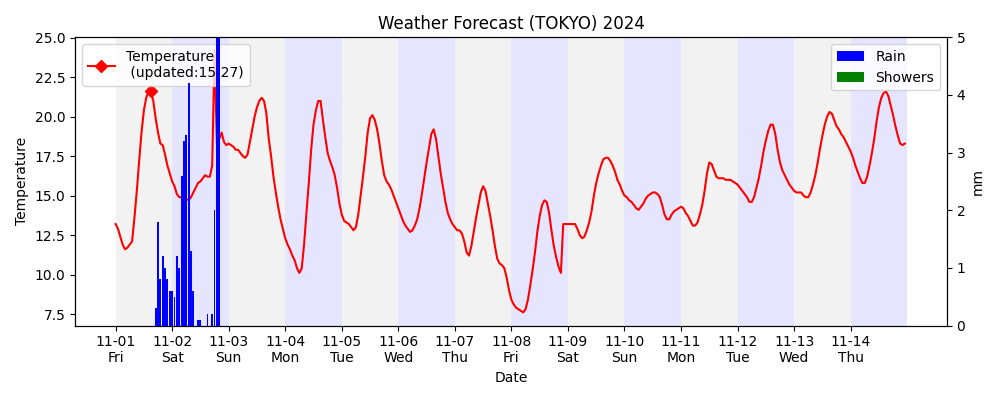 Weather Forecast (TOKYO) 2024
Temperature
(updated:15:27)
Rain
Showers
25.0
22.5
20.0
17.5
15.0
12.5
10.0
7.5
Temperature
5
4
3
2
1
0
mm
11-01 11-02 11-03 11-04 11-05 11-06 11-07 11-08 11-09 11-10 11-11 11-12 11-13 11-14
Fri Sat Sun Mon Tue Wed Thu Fri Sat Sun Mon Tue Wed Thu
Date